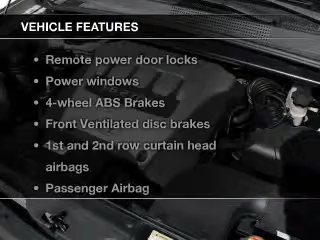 VEHICLE FEATURES
• Remote power door locks
• Power windows
• 4-wheel ABS Brakes
• Front Ventilated disc brakes
• 1st and 2nd row curtain head
airbags
• Passenger Airbag